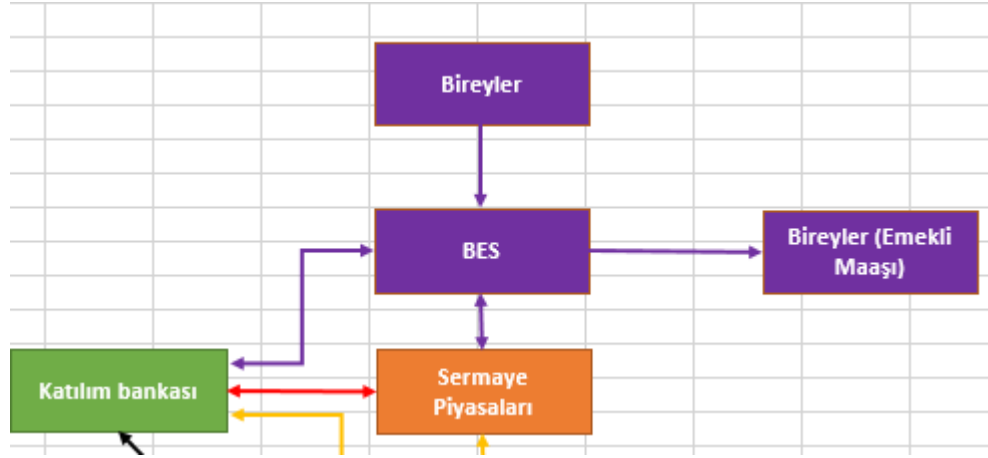 Bireyler
BES
Bireyler (Emekli
Maaşı)
Katılım bankası
Sermaye
Piyasaları